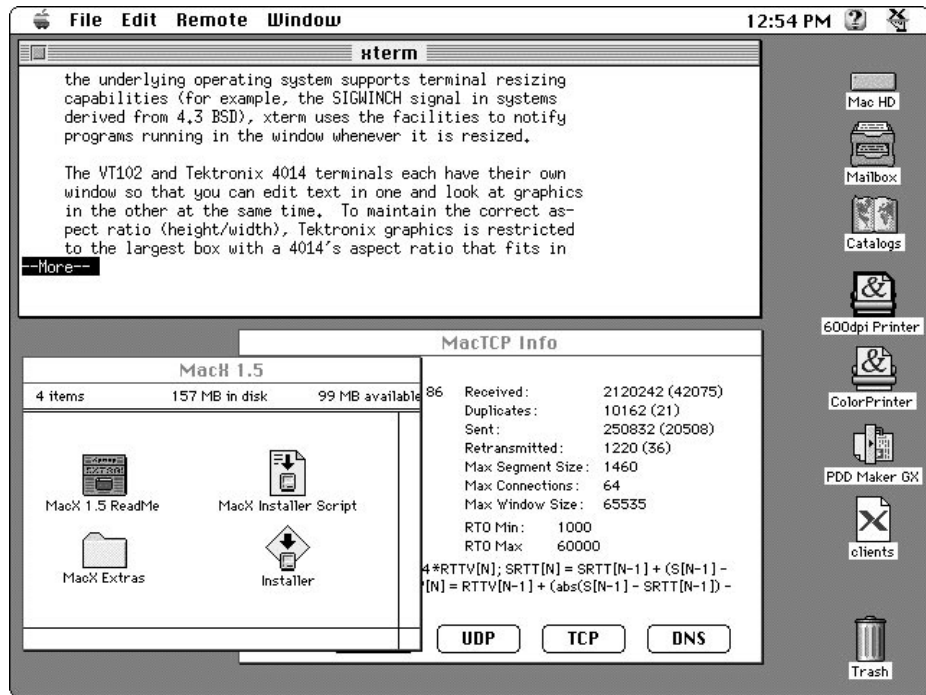 File Edit Remote Window
12:54 PM
xterm
the underlying operating system supports terminal resizing
capabilities (for example, the SIGWINCH signal in systems
derived from 4.3 BSD), xterm uses the facilities to notify
programs running in the window whenever it is resized.
The VT102 and Tektronix 4014 terminals each have their own
window so that you can edit text in one and look at graphics
in the other at the same time. To maintain the correct as-
pect ratio (height/width), Tektronix graphics is restricted
to the largest box with a 4014's aspect ratio that fits in
--More--
MacTCP Info
86
Received: 2120242 (42075)
Duplicates: 10162 (21)
Sent: 250832 (20508)
Retransmitted: 1220 (36)
Max Segment Size: 1460
Max Connections: 64
Max Window Size: 65535
RTO Min: 1000
RTO Max 60000
4*RTTV[N]; SRTT[N] = SRTT[N-1] + (S[N-1] -
'[N] = RTTV[N-1] + (abs(S[N-1] - SRTT[N-1]) -
UDP TCP DNS
MacX 1.5
4 items 157 MB in disk 99 MB available
MacX 1.5 ReadMe
MacX Installer Script
MacX Extras
Installer
Mac HD
Mailbox
Catalogs
600dpi Printer
ColorPrinter
PDD Maker GX
clients
Trash